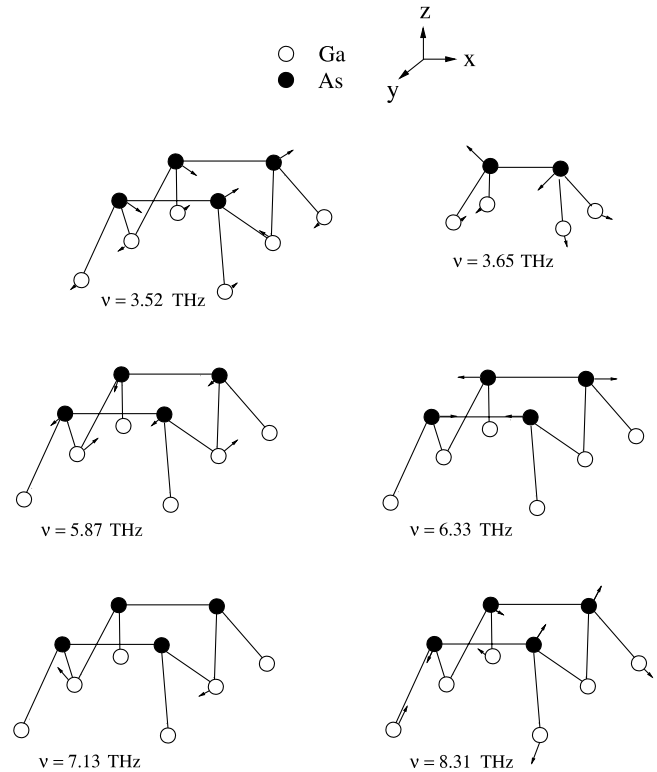 z
Ga
x
As
y
ν = 3.52 THz
ν = 3.65 THz
ν = 5.87 THz
ν = 6.33 THz
ν = 7.13 THz
ν = 8.31 THz